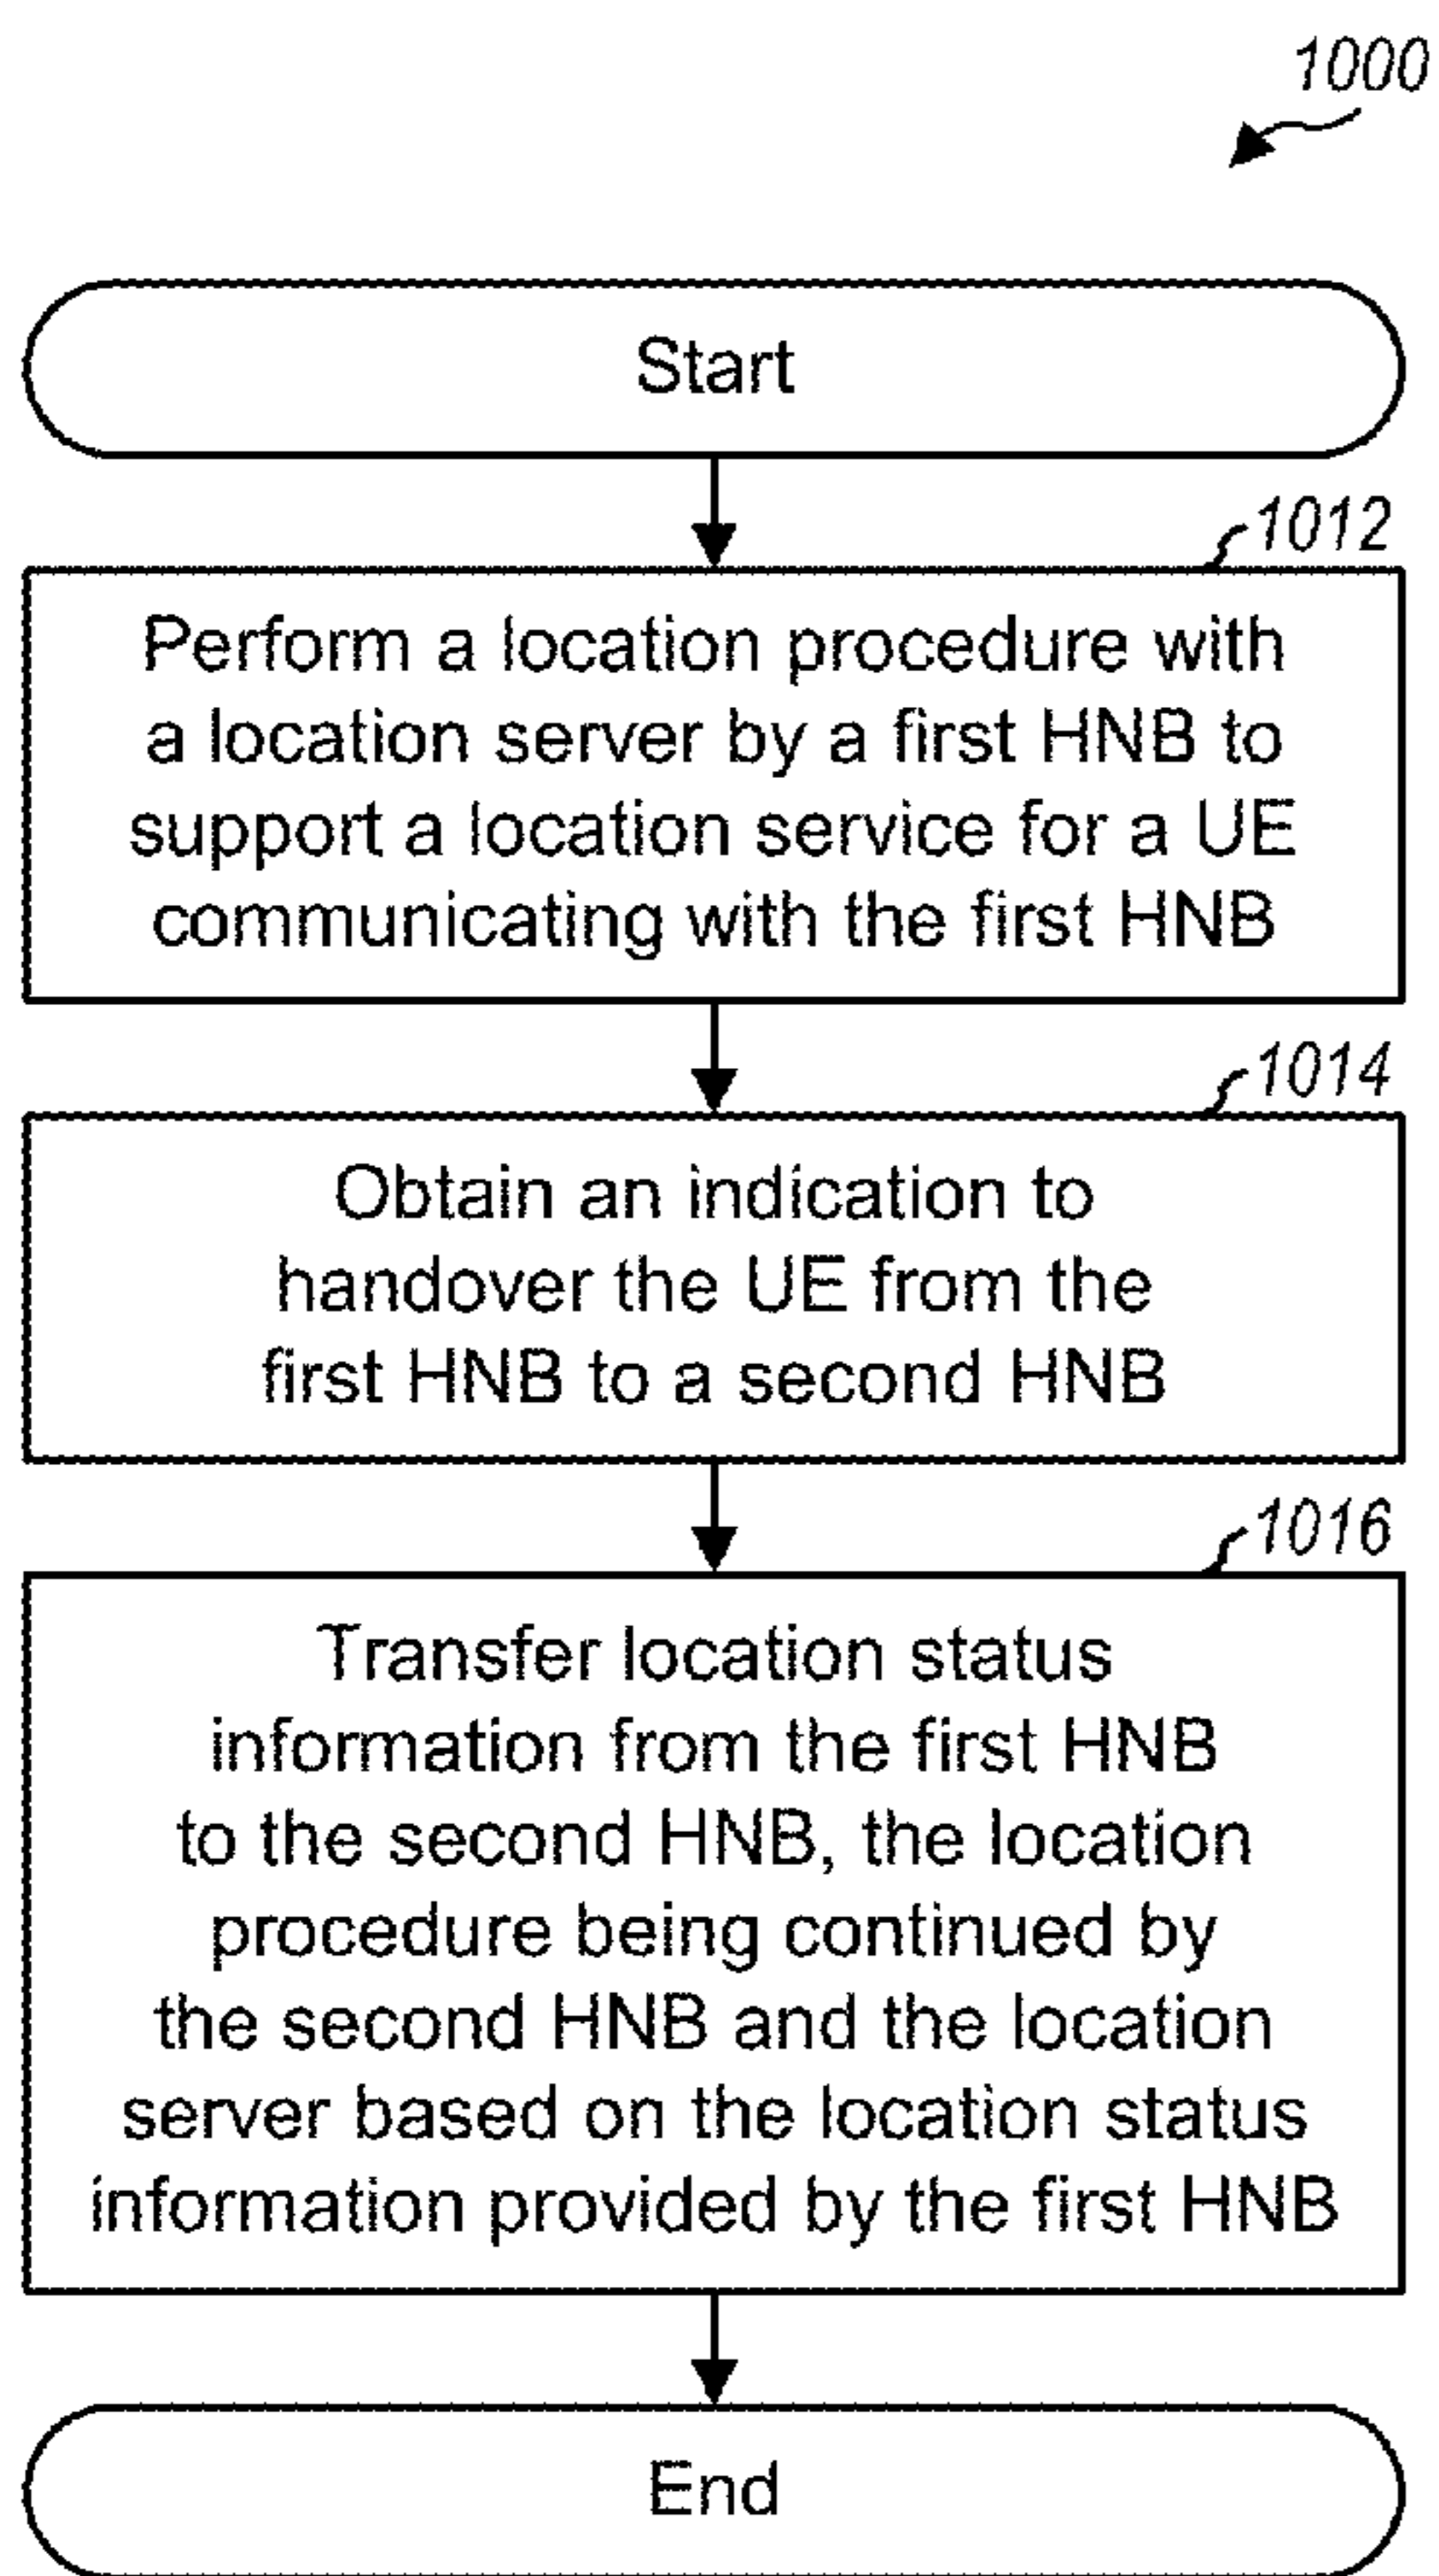 1000
Start
1012
Perform a location procedure with
a location server by a first HNB to
support a location service for a UE
communicating with the first HNB
1014
Obtain an indication to
handover the UE from the
first HNB to a second HNB
1016
Transfer location status
information from the first HNB
to the second HNB, the location
procedure being continued by
the second HNB and the location
server based on the location status
information provided by the first HNB
End